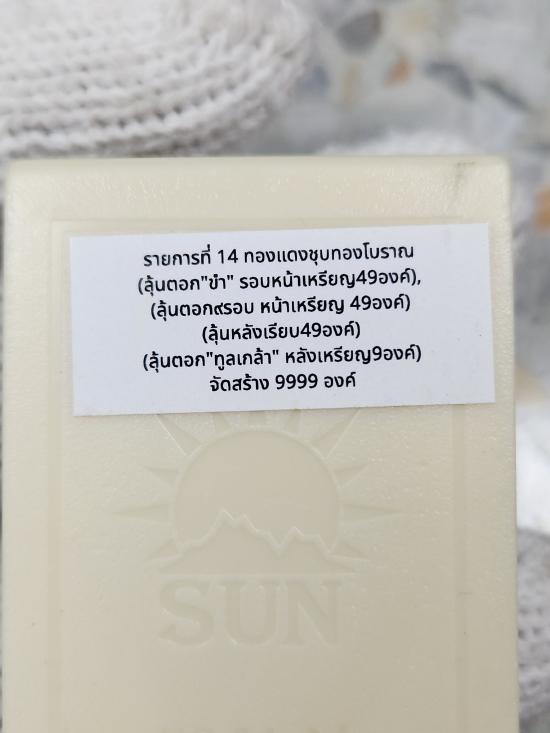 รายการที่ 14 ทองแดงชุบทองโบราณ
(ลุ้นตอก"ขำ" รอบหน้าเหรียญ49องค์),
(ลุ้นตอก๙รอบ หน้าเหรียญ 49องค์)
(ลุ้นหลังเรียบ49องค์)
(ลุ้นตอก"ทูลเกล้า" หลังเหรียญ9องค์)
จัดสร้าง 9999 องค์
SUN